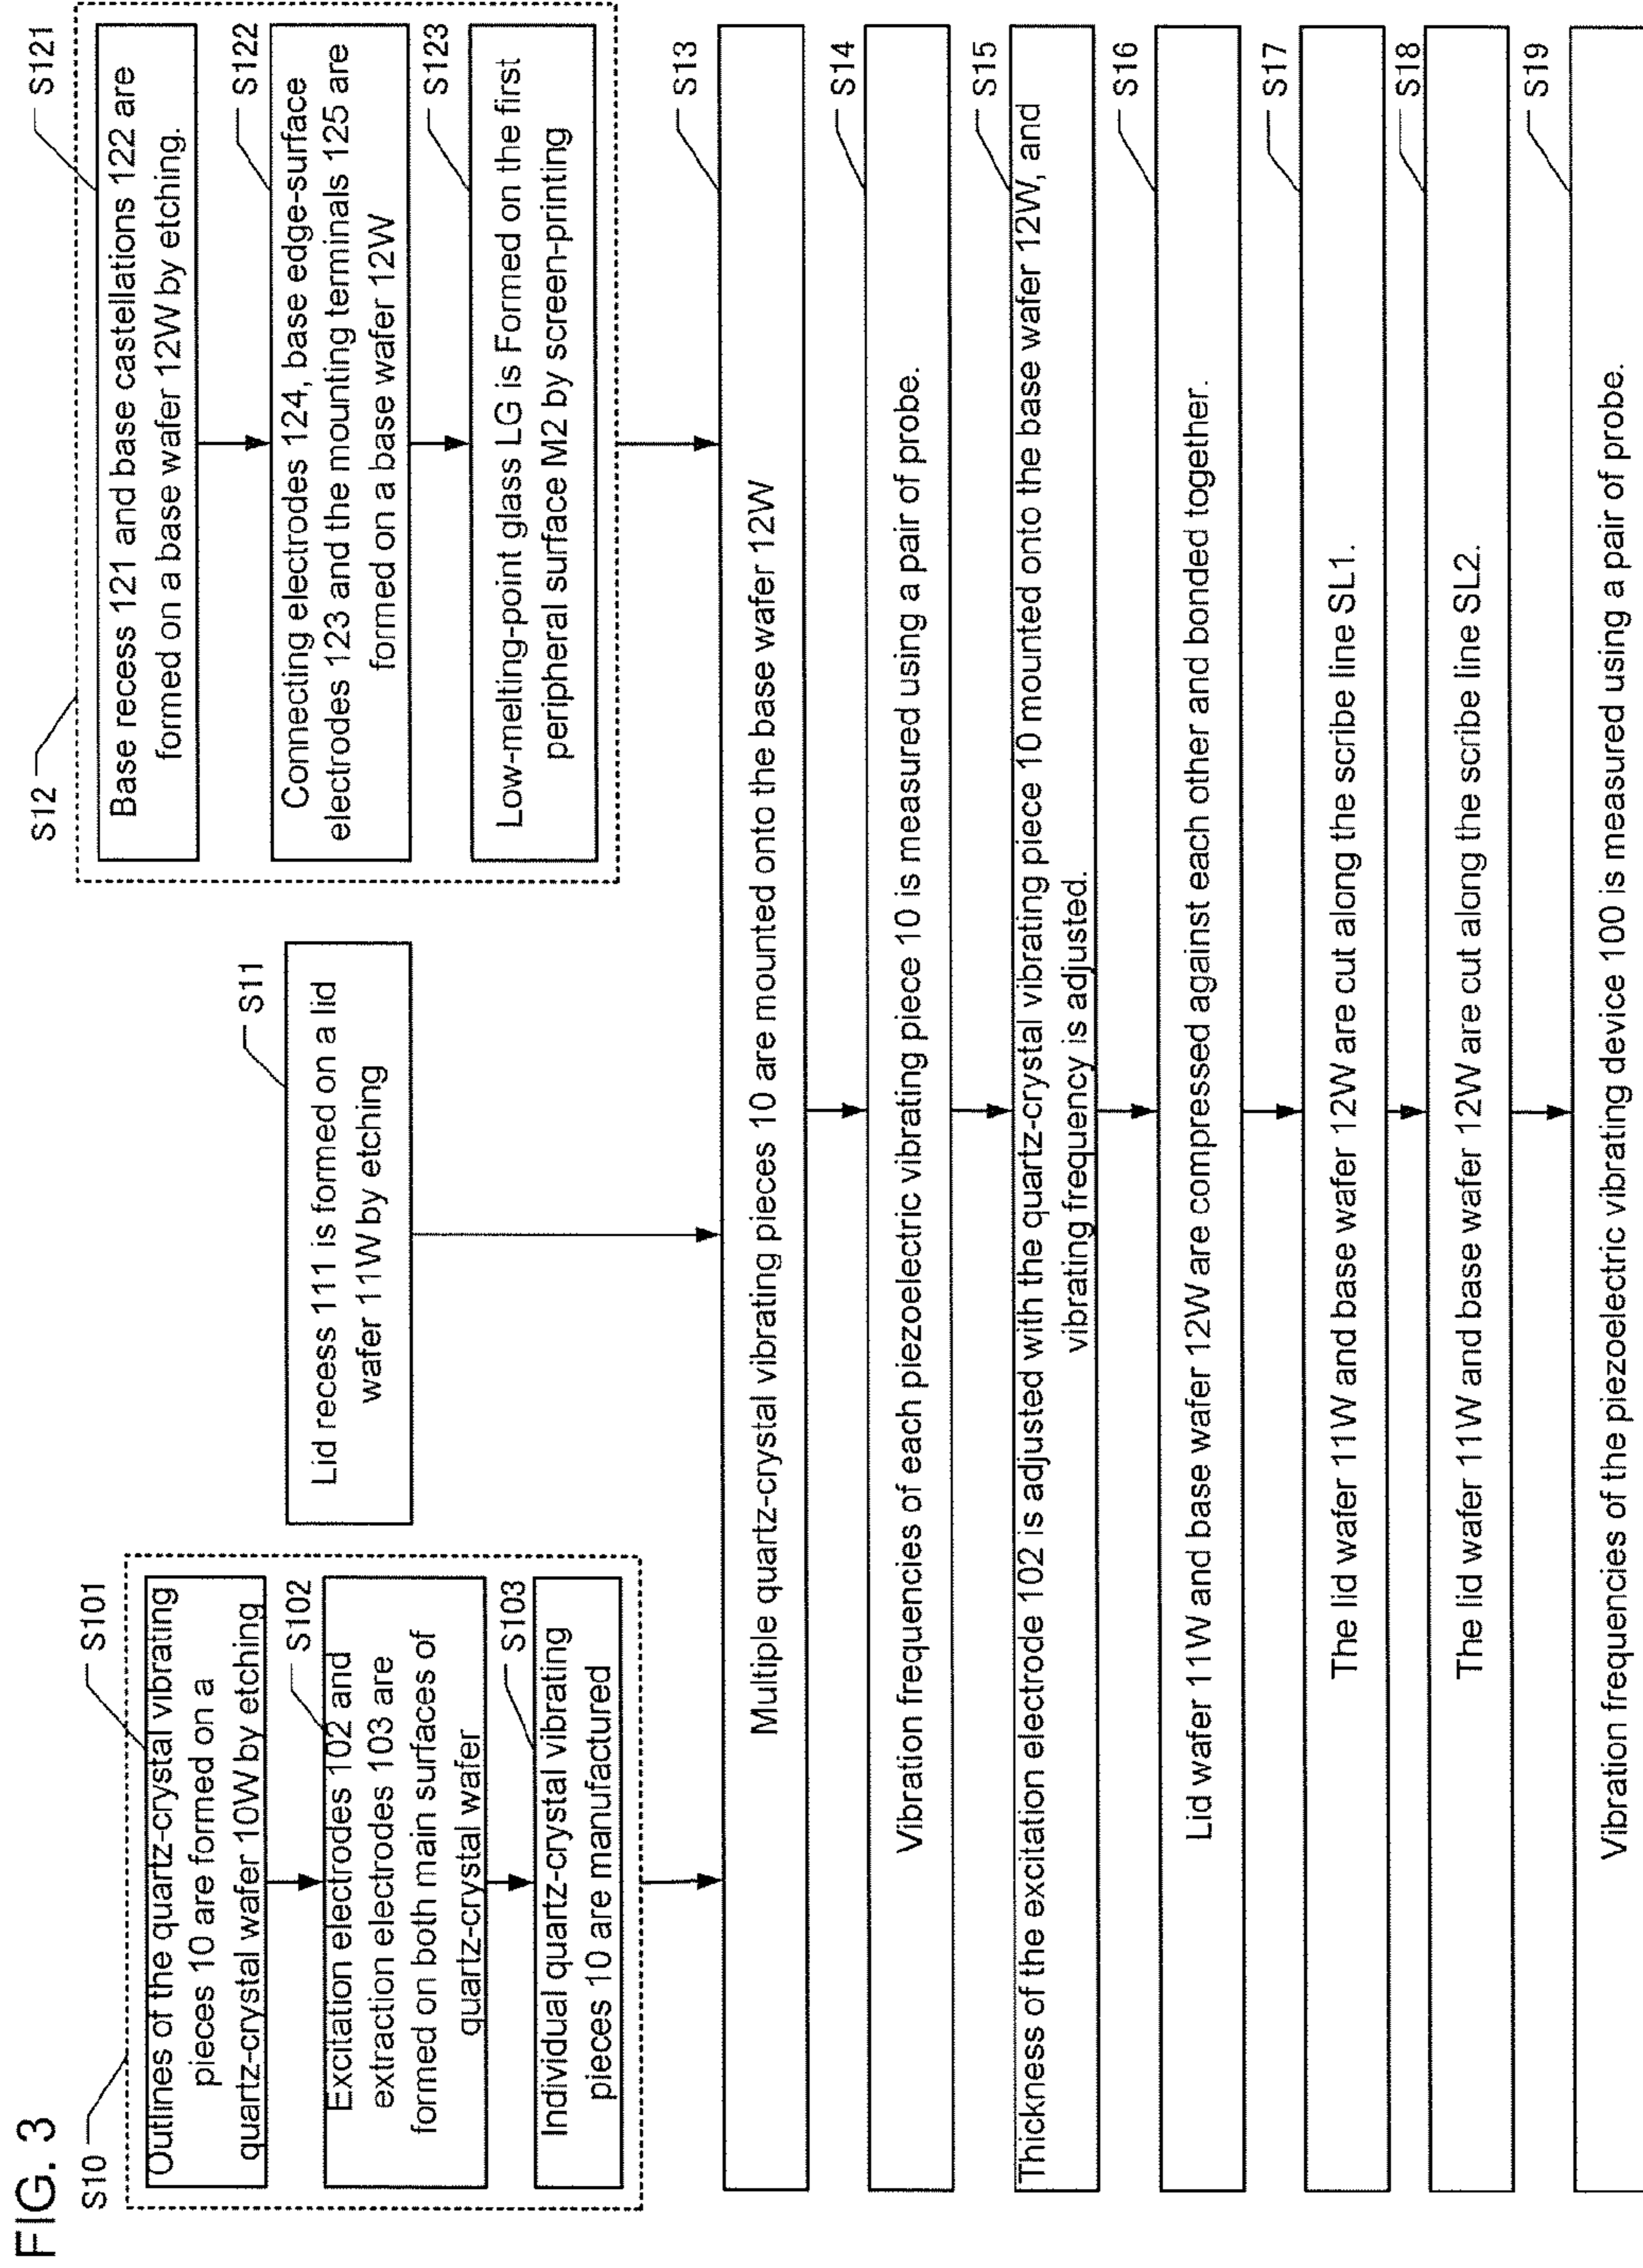 FIG. 3
S10
S101
Outlines of the quartz-crystal vibrating
pieces 10 are formed on a
quartz-crystal wafer 10W by etching
S102
Excitation electrodes 102 and
extraction electrodes 103 are
formed on both main surfaces of
quartz-crystal wafer
S103
Individual quartz-crystal vibrating
pieces 10 are manufactured
S11
Lid recess 111 is formed on a lid
wafer 11W by etching
S12
S121
Base recess 121 and base castellations 122 are
formed on a base wafer 12W by etching.
S122
Connecting electrodes 124, base edge-surface
electrodes 123 and the mounting terminals 125 are
formed on a base wafer 12W
S123
Low-melting-point glass LG is Formed on the first
peripheral surface M2 by screen-printing
S13
Multiple quartz-crystal vibrating pieces 10 are mounted onto the base wafer 12W
S14
Vibration frequencies of each piezoelectric vibrating piece 10 is measured using a pair of probe.
S15
Thickness of the excitation electrode 102 is adjusted with the quartz-crystal vibrating piece 10 mounted onto the base wafer 12W, and
vibrating frequency is adjusted.
S16
Lid wafer 11W and base wafer 12W are compressed against each other and bonded together.
S17
The lid wafer 11W and base wafer 12W are cut along the scribe line SL1.
S18
The lid wafer 11W and base wafer 12W are cut along the scribe line SL2.
S19
Vibration frequencies of the piezoelectric vibrating device 100 is measured using a pair of probe.